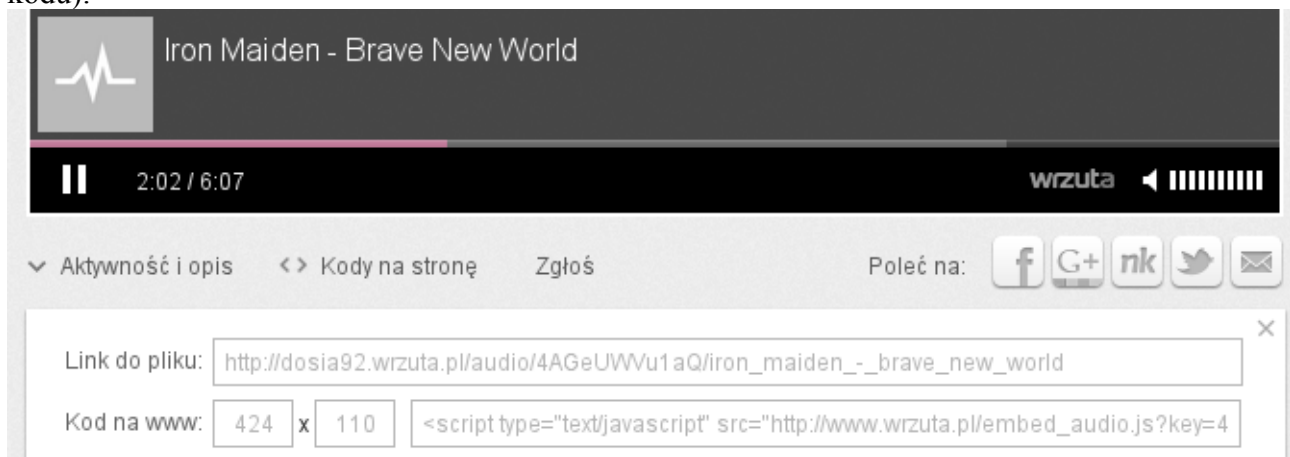 kodu).
Iron Maiden - Brave New World
2:02 / 6:07 wrzuta
Aktywność i opis <> Kody na stronę Zgłoś Poleć na: f G+ nk
Link do pliku: http://dosia92.wrzuta.pl/audio/4AGeUWVu1aQ/iron_maiden_-_brave_new_world
Kod na www: 424 x 110 <script type="text/javascript" src="http://www.wrzuta.pl/embed_audio.js?key=4